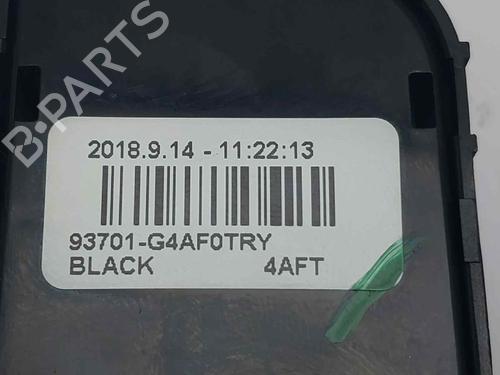 B-PARTS
2018.9.14 - 11:22:13
93701-G4AF0TRY
BLACK 4AFT